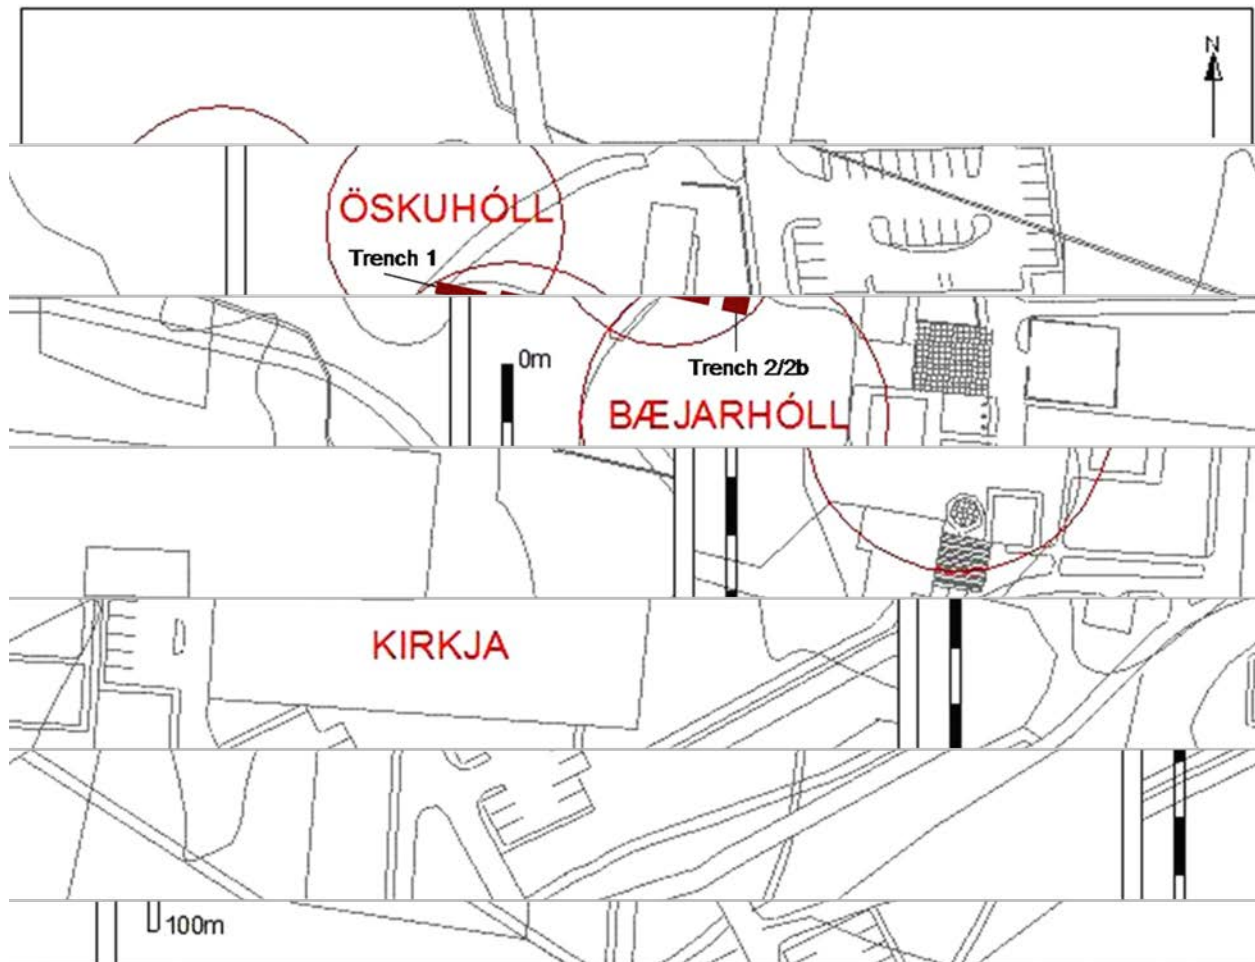 N
ÖSKUHÓLL
Trench 1
0m
Trench 2/2b
BÆJARHÓLL
KIRKJA
100m